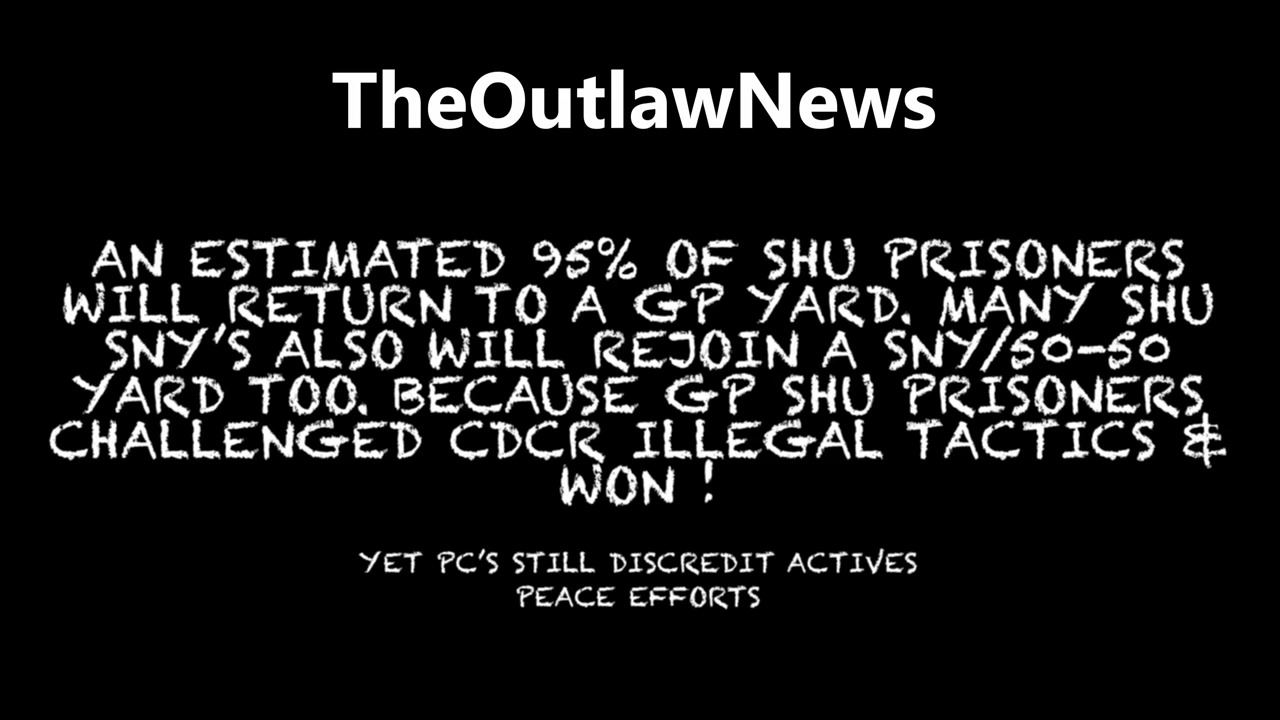 TheOutlawNews
AN ESTIMATED 95% OF SHU PRISONERS
WILL RETURN TO A GP YARD. MANY SHU
SNY'S ALSO WILL REJOIN A SNY/50-50
YARD TOO. BECAUSE GP SHU PRISONERS
CHALLENGED CDCR ILLEGAL TACTICS &
WON !
YET PC'S STILL DISCREDIT ACTIVES
PEACE EFFORTS